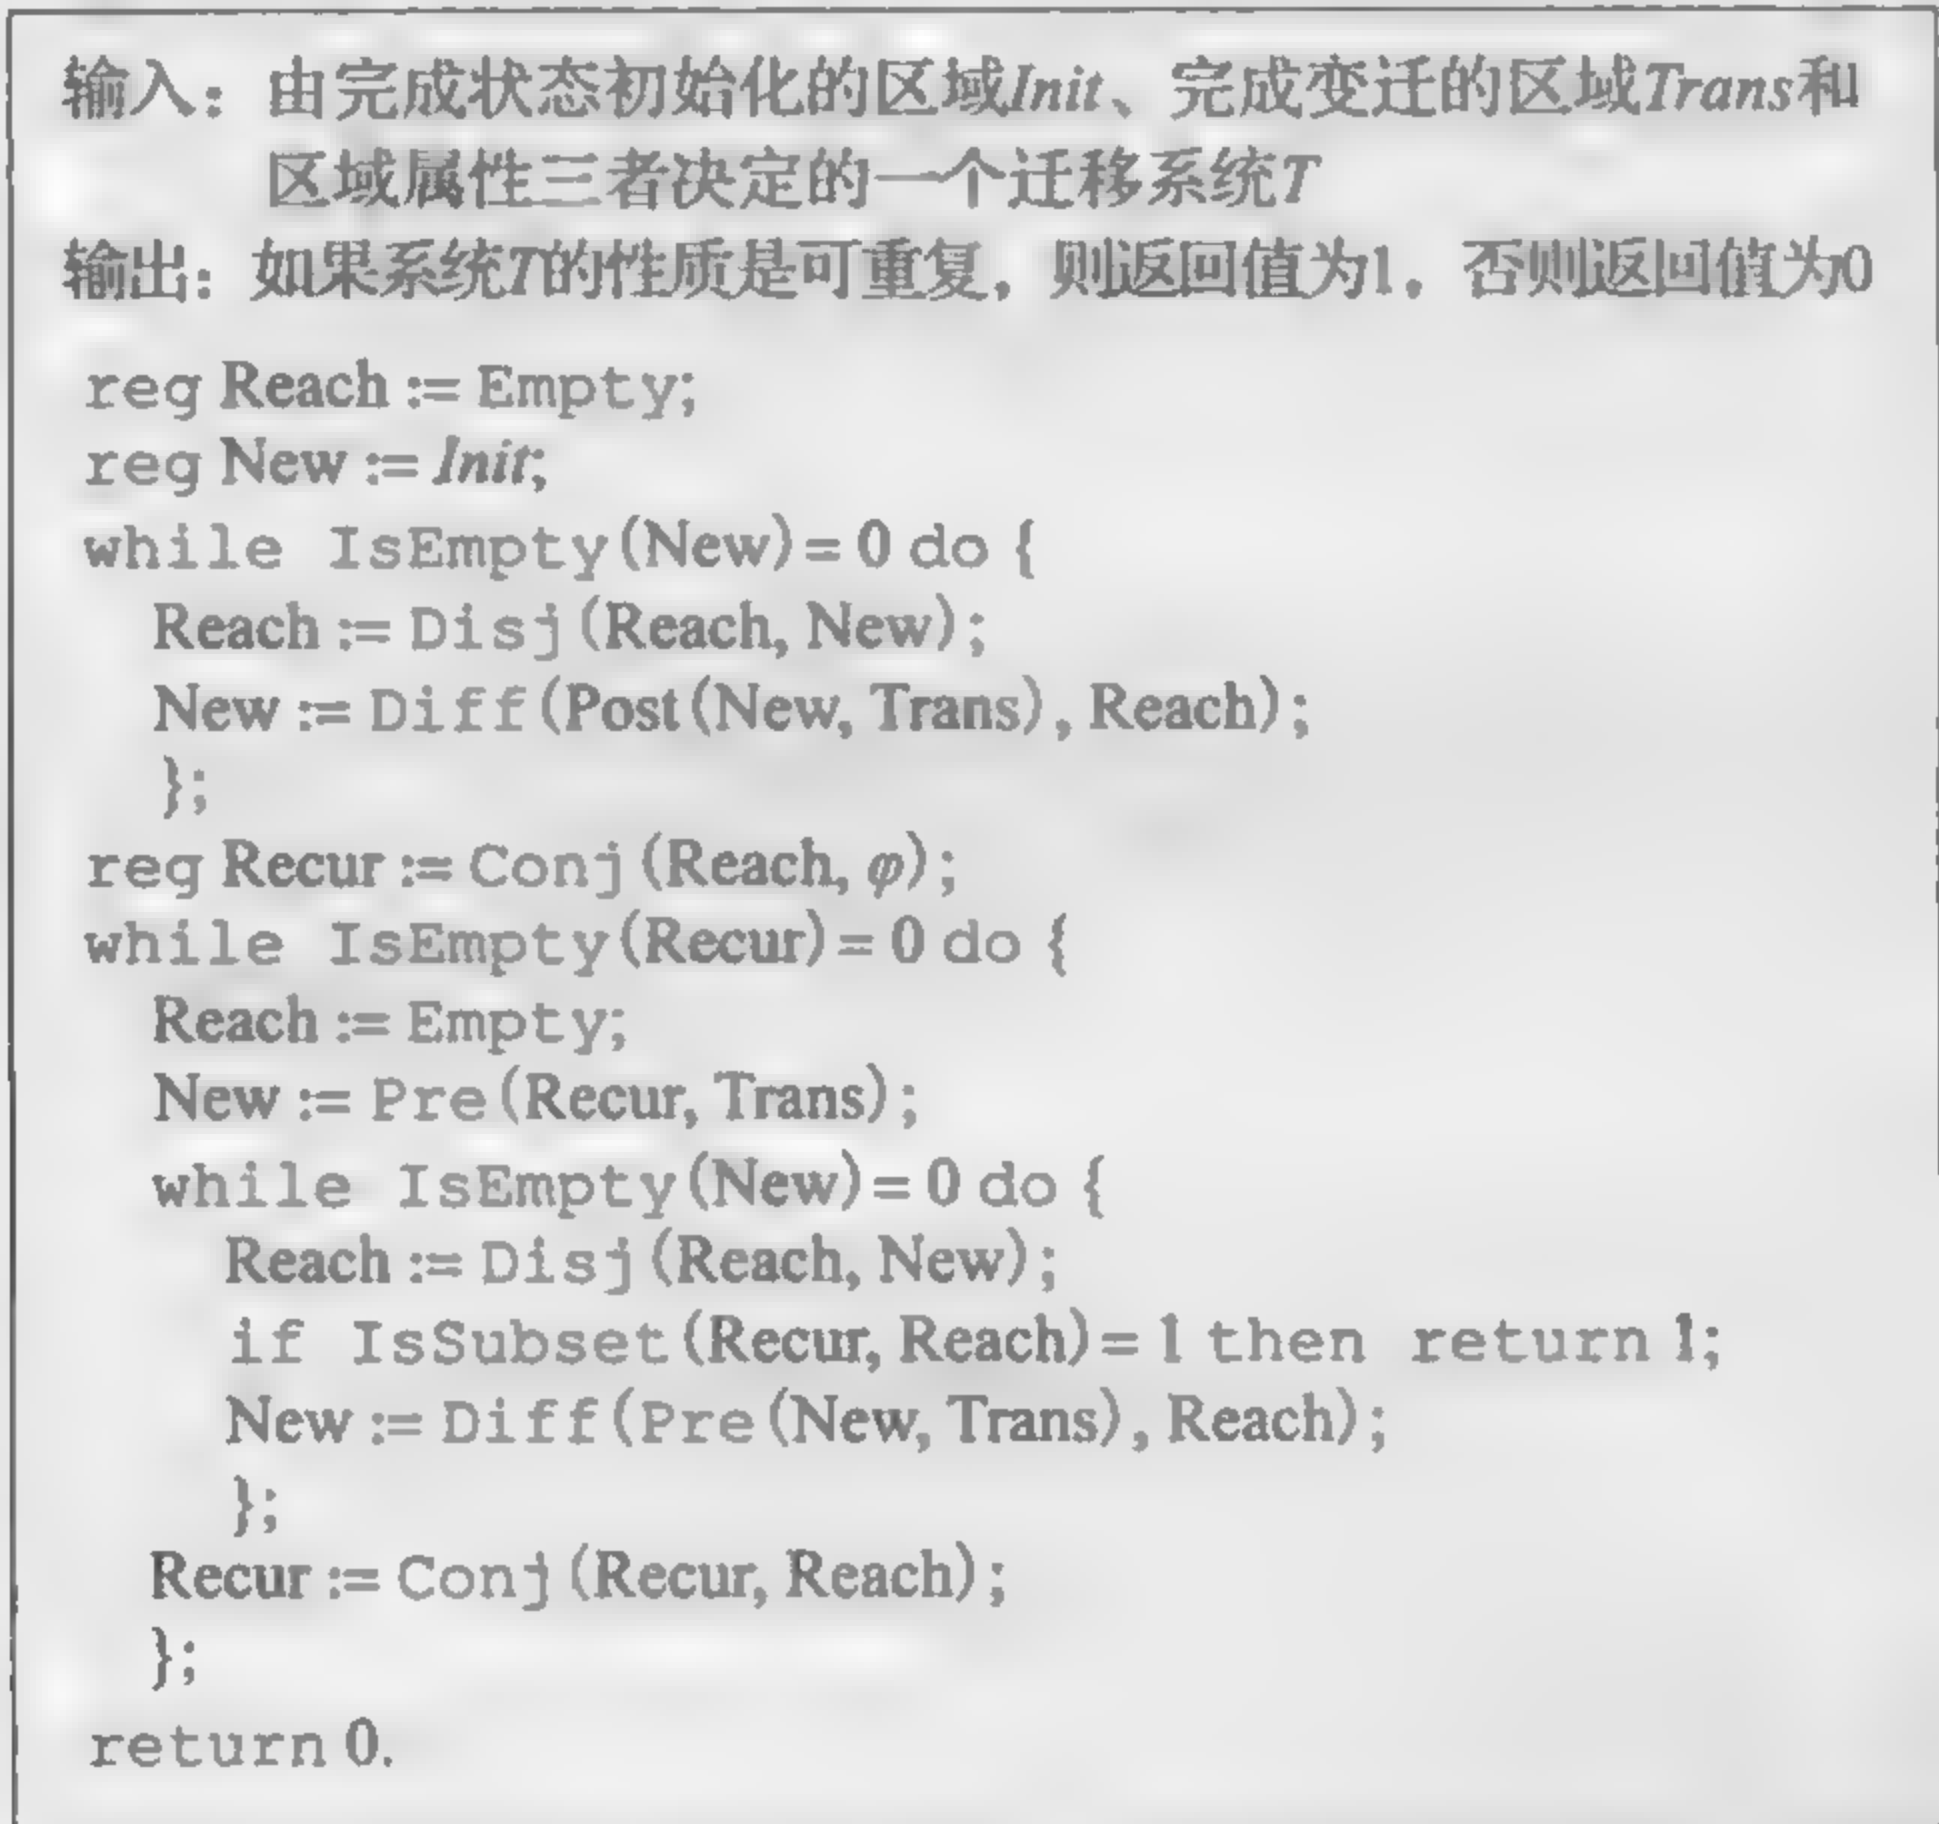 输入：由完成状态初始化的区域Init、完成变迁的区域Trans和
区域属性三者决定的一个迁移系统T
输出：如果系统T的性质是可重复，则返回值为1，否则返回值为0
reg Reach := Empty;
reg New := Init;
while IsEmpty(New) = 0 do {
Reach := Disj(Reach, New);
New := Diff(Post(New, Trans), Reach);
};
reg Recur := Conj(Reach, φ);
while IsEmpty(Recur) = 0 do {
Reach := Empty;
New := Pre(Recur, Trans);
while IsEmpty(New) = 0 do {
Reach := Disj(Reach, New);
if IsSubset(Recur, Reach) = 1 then return 1;
New := Diff(Pre(New, Trans), Reach);
};
Recur := Conj(Recur, Reach);
};
return 0.